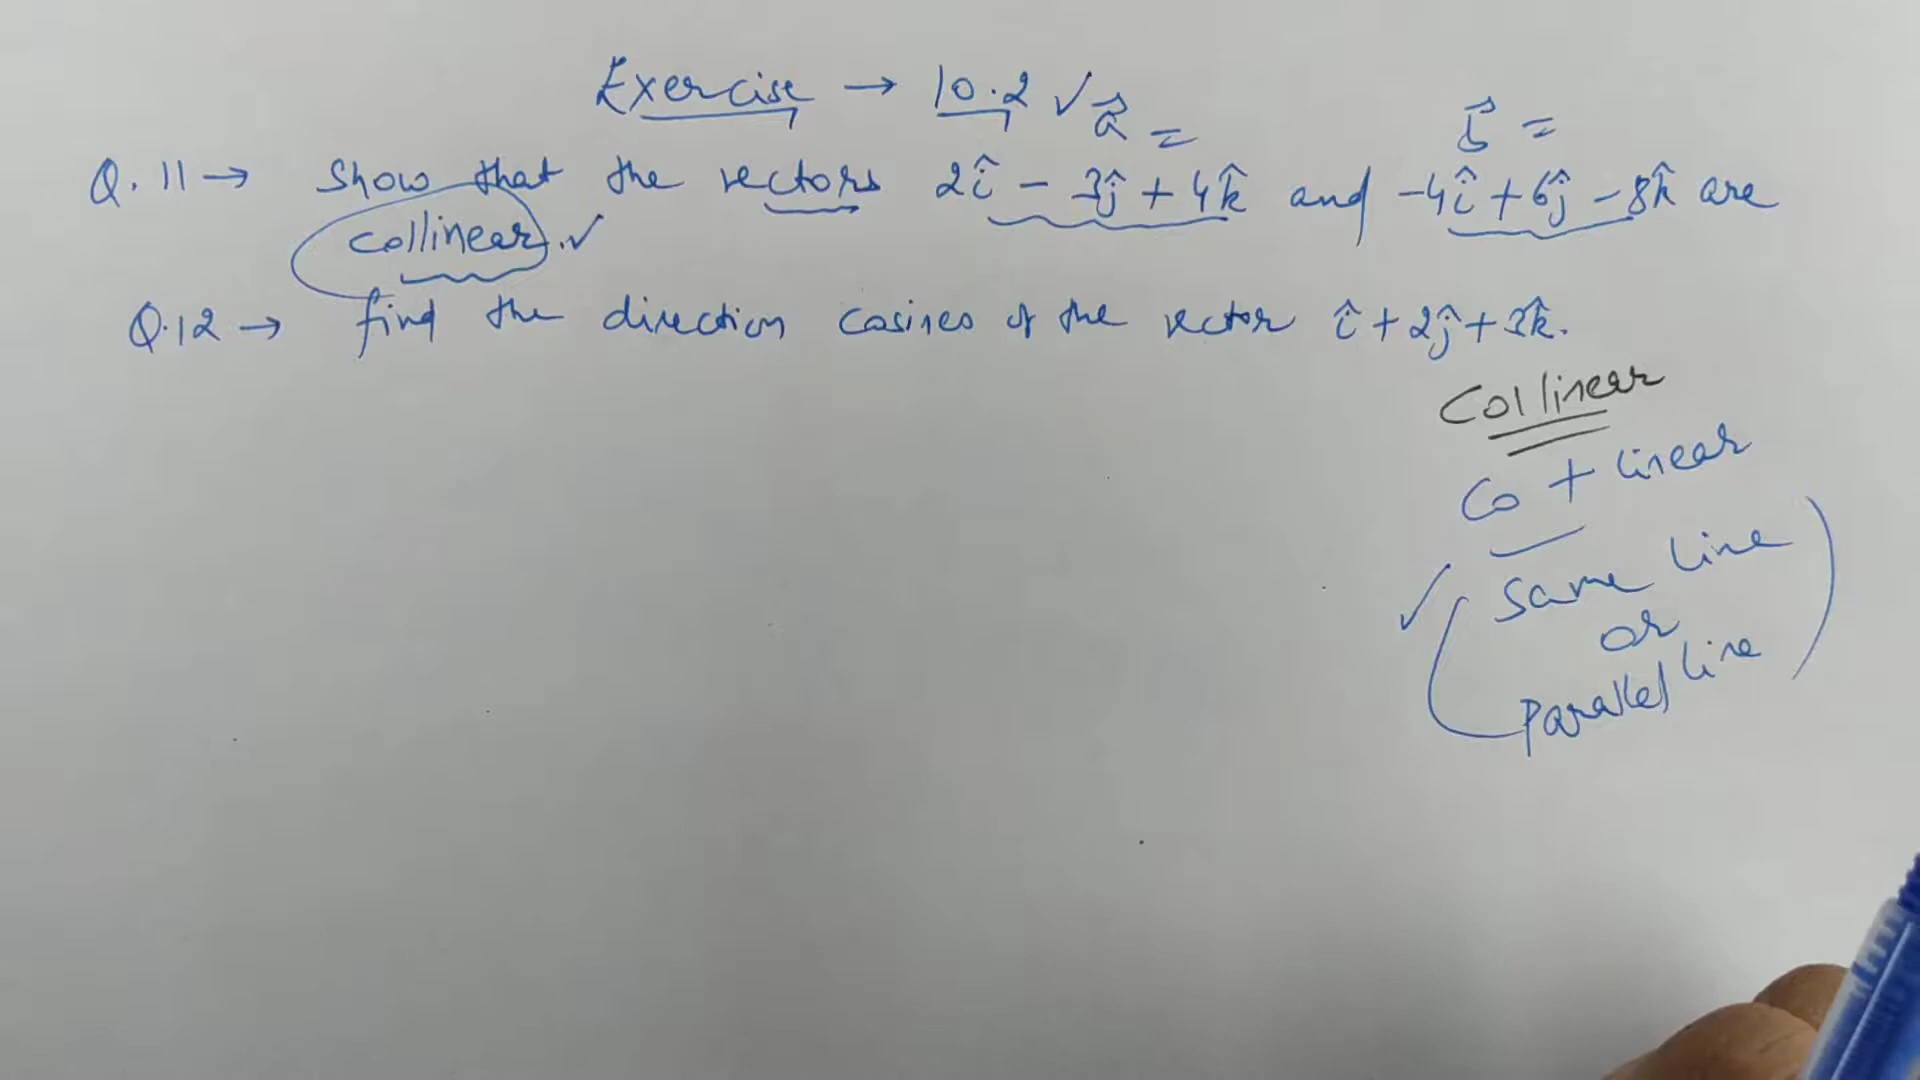 Exercise → 10.2 ✓
a⃗ =
b⃗ =
Q.11 → Show that the vectors 2î - 3ĵ + 4k̂ and -4î + 6ĵ - 8k̂ are
collinear. ✓
Q.12 → find the direction cosines of the vector î + 2ĵ + 3k̂.
Collinear
Co + linear
✓ Same line
or
Parallel line